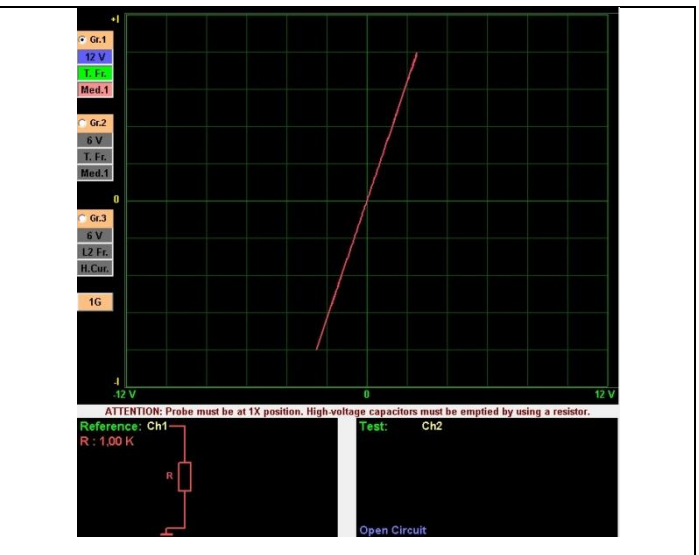 +I
Gr.1
12 V
T. Fr.
Med.1
Gr.2
6 V
T. Fr.
Med.1
0
Gr.3
6 V
L2 Fr.
H.Cur.
1G
-I
-12 V 0 12 V
ATTENTION: Probe must be at 1X position. High-voltage capacitors must be emptied by using a resistor.
Reference: Ch1
R : 1,00 K
R
Test: Ch2
Open Circuit